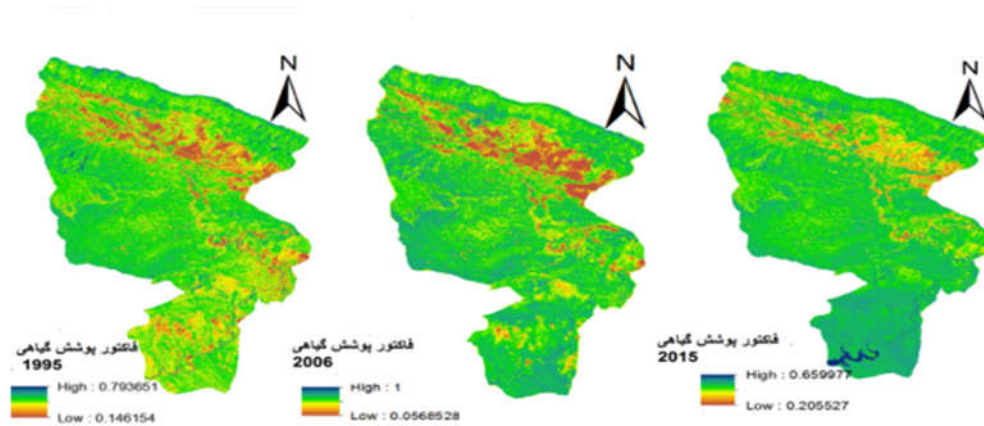 N
N
N
فاکتور پوشش گیاهی
1995
High : 0.793651
Low : 0.146154
فاکتور پوشش گیاهی
2006
High : 1
Low : 0.0568528
فاکتور پوشش گیاهی
2015
High : 0.659977
Low : 0.205527